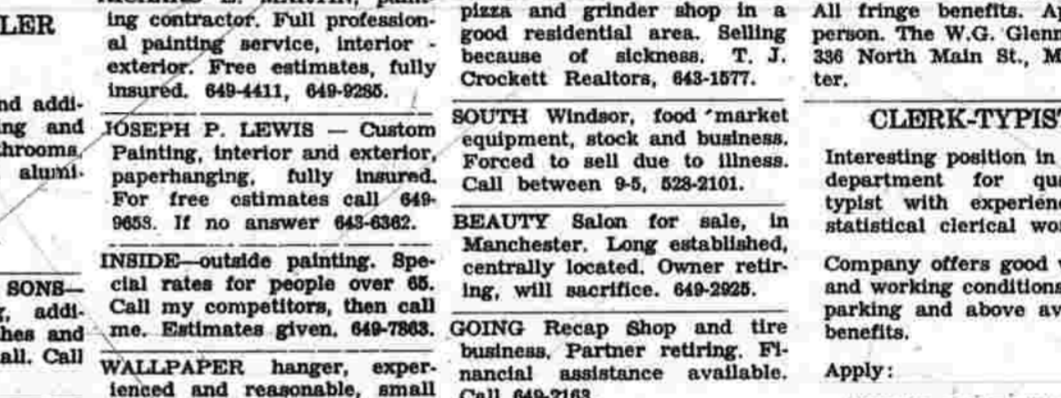 LER
nd addi-
ing and
throoms,
alumi-
SONS—
g, addi-
hes and
all. Call
ing contractor. Full profession-
al painting service, interior -
exterior. Free estimates, fully
insured. 649-4411, 649-9285.
JOSEPH P. LEWIS — Custom
Painting, interior and exterior,
paperhanging, fully insured.
For free estimates call 649-
9658. If no answer 643-6362.
INSIDE—outside painting. Spe-
cial rates for people over 65.
Call my competitors, then call
me. Estimates given. 649-7863.
WALLPAPER hanger, exper-
ienced and reasonable, small
pizza and grinder shop in a
good residential area. Selling
because of sickness. T. J.
Crockett Realtors, 643-1577.
SOUTH Windsor, food market
equipment, stock and business.
Forced to sell due to illness.
Call between 9-5, 528-2101.
BEAUTY Salon for sale, in
Manchester. Long established,
centrally located. Owner retir-
ing, will sacrifice. 649-2925.
GOING Recap Shop and tire
business. Partner retiring. Fi-
nancial assistance available.
Call 649-2163
All fringe benefits. Ap
person. The W.G. Glenn
336 North Main St., M
ter.
CLERK-TYPIS
Interesting position in
department for qua
typist with experienc
statistical clerical wor
Company offers good w
and working conditions
parking and above av
benefits.
Apply: